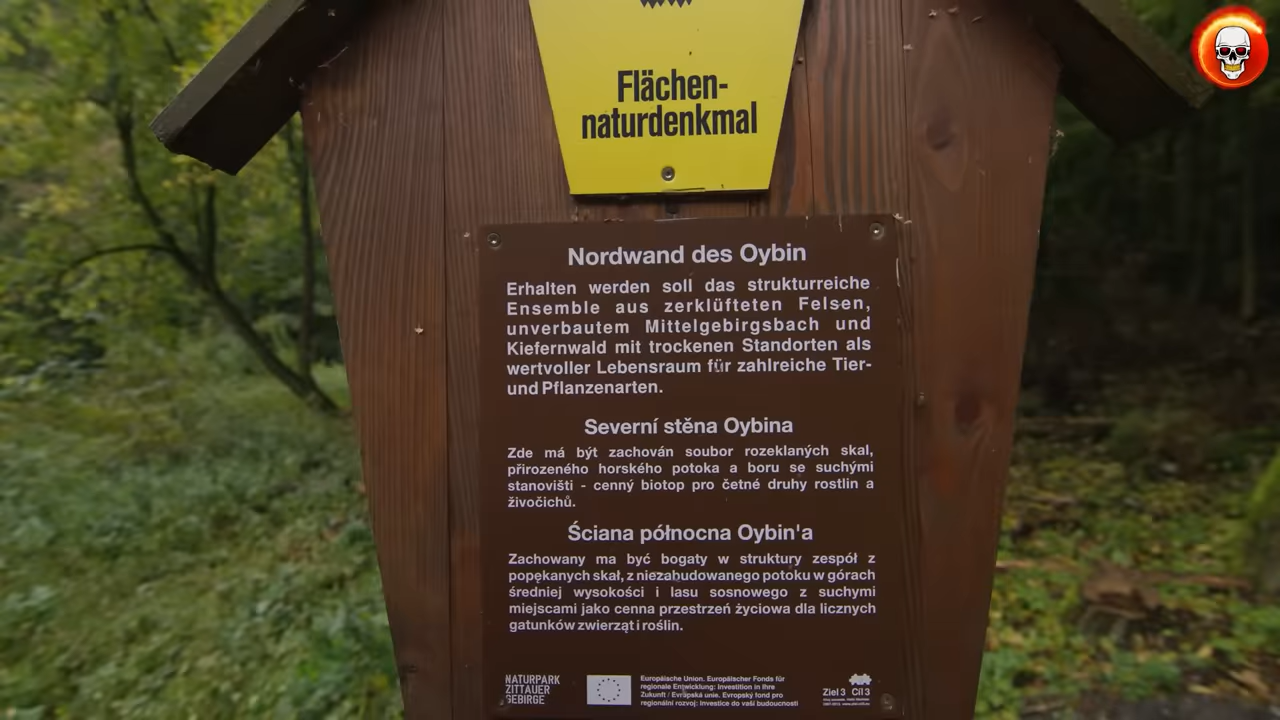 Flächen-
naturdenkmal
Nordwand des Oybin
Erhalten werden soll das strukturreiche
Ensemble aus zerklüfteten Felsen,
unverbautem Mittelgebirgsbach und
Kiefernwald mit trockenen Standorten als
wertvoller Lebensraum für zahlreiche Tier-
und Pflanzenarten.
Severní stěna Oybina
Zde má být zachován soubor rozeklaných skal,
přirozeného horského potoka a boru se suchými
stanovišti - cenný biotop pro četné druhy rostlin a
živočichů.
Ściana północna Oybin'a
Zachowany ma być bogaty w struktury zespół z
popękanych skał, z niezabudowanego potoku w górach
średniej wysokości i lasu sosnowego z suchymi
miejscami jako cenna przestrzeń życiowa dla licznych
gatunków zwierząt i roślin.
NATURPARK
ZITTAUER
GEBIRGE
Europäische Union. Europäischer Fonds für
regionale Entwicklung: Investition in Ihre
Zukunft / Evropská unie. Evropský fond pro
regionální rozvoj: Investice do vaší budoucnosti
Ziel 3 Cíl 3